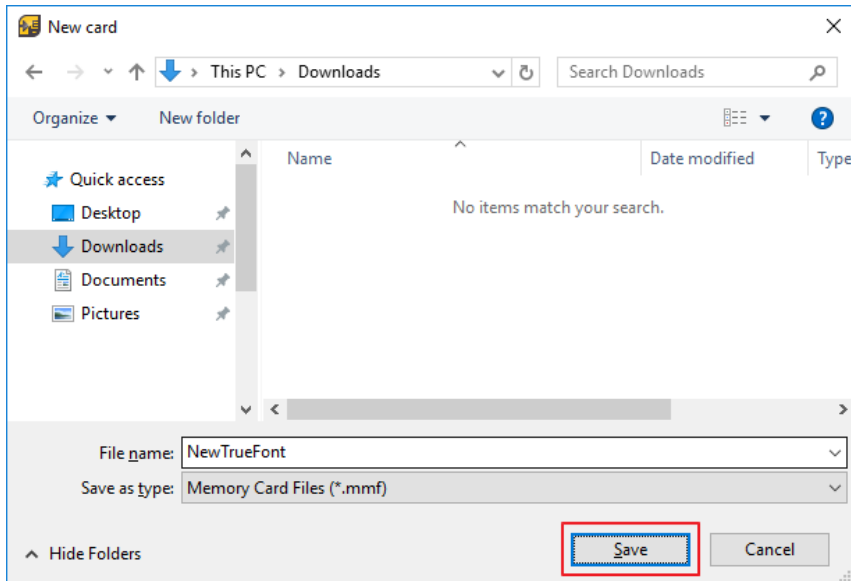 New card
This PC > Downloads
Search Downloads
Organize
New folder
?
Name
Date modified
Type
Quick access
No items match your search.
Desktop
Downloads
Documents
Pictures
File name: NewTrueFont
Save as type: Memory Card Files (*.mmf)
Hide Folders
Save
Cancel